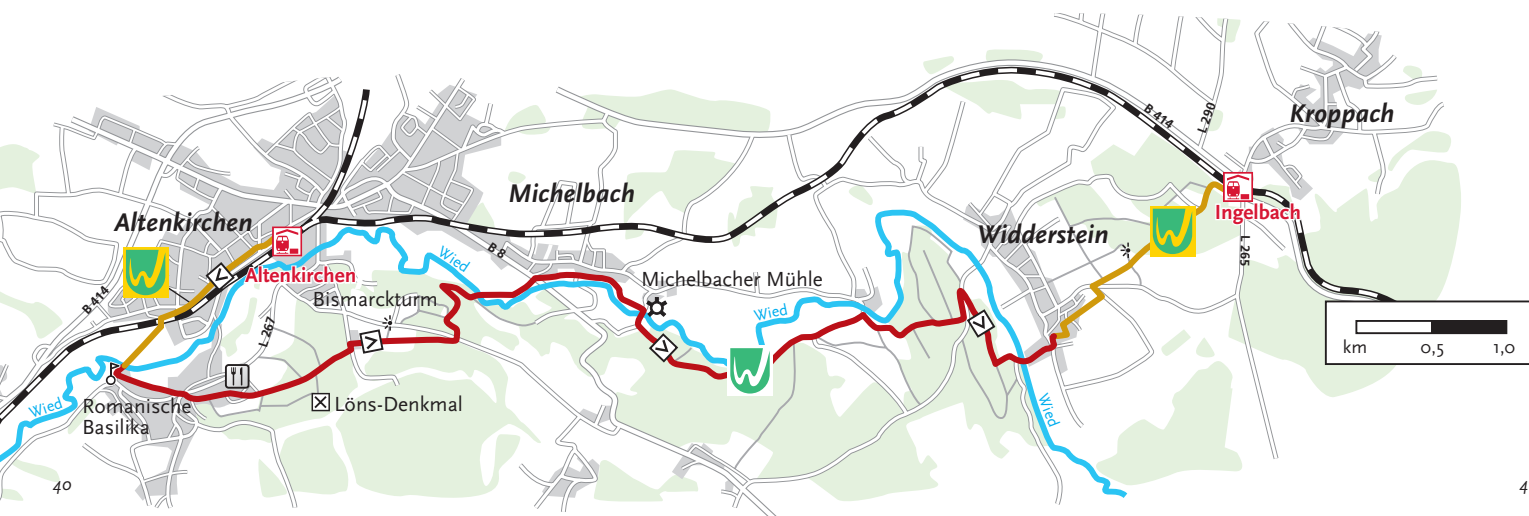 Kroppach
B 414
L 290
Michelbach
Altenkirchen
Ingelbach
Widderstein
B 8
Wied
L 265
Altenkirchen
Michelbacher Mühle
Bismarckturm
B 414
Wied
L 267
km 0,5 1,0
Wied
Romanische
Basilika
Löns-Denkmal
Wied
40
4